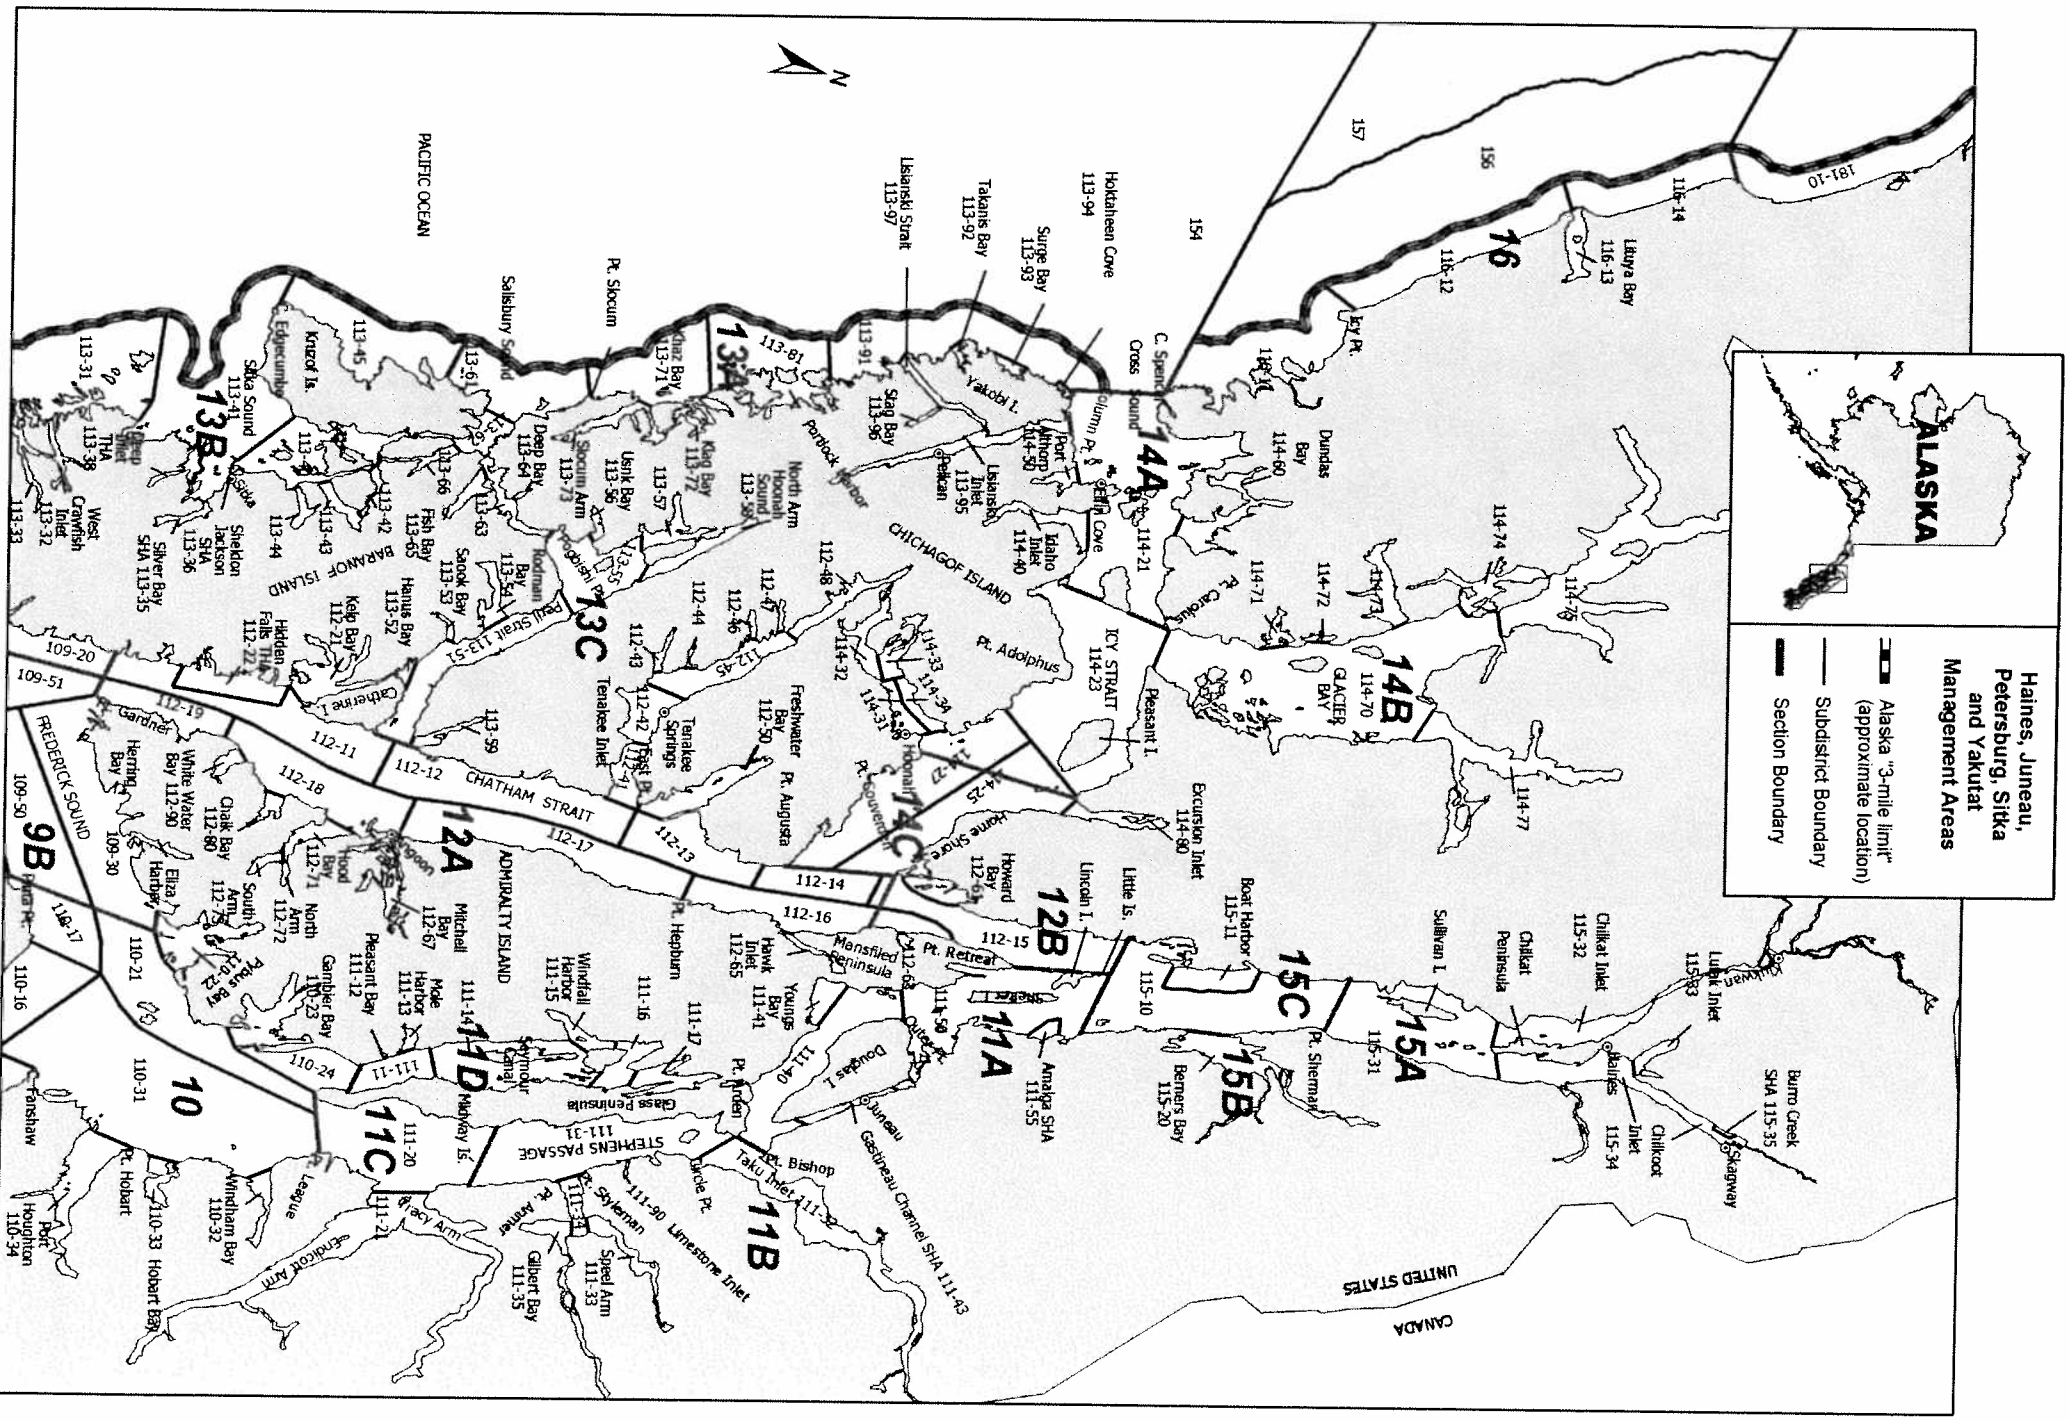 Haines, Juneau,
Petersburg, Sitka
and Yakutat
Management Areas
Alaska "3-mile limit"
(approximate location)
Subdistrict Boundary
Section Boundary
ALASKA
N
PACIFIC OCEAN
157
156
154
181-10
116-14
Lituya Bay
116-13
16
116-12
Icy Pt.
Hoktaheen Cove
113-94
Surge Bay
113-93
Takanis Bay
113-92
Lisianski Strait
113-97
C. Spencer
Cross Sound
14A
Dundas
Bay
114-60
114-21
Yakobi I.
Port
Althorp
114-50
Elfin Cove
Idaho
Inlet
114-40
Lisianski
Inlet
113-95
Pelican
Stag Bay
113-96
113-91
113-81
13A
Portlock Harbor
Khaz Bay
113-71
Klag Bay
113-72
Pt. Slocum
Slocum Arm
113-73
Salisbury Sound
113-61
Deep Bay
113-64
113-63
113-66
Fish Bay
113-65
113-45
Kruzof Is.
C. Edgecumbe
Sitka Sound
113-41
13B
Sitka
113-42
113-43
113-44
113-31
Deep
Inlet
THA
113-38
Sheldon
Jackson
SHA
113-36
Silver Bay
SHA 113-35
West
Crawfish
Inlet
113-32
113-33
BARANOF ISLAND
Usnk Bay
113-56
113-57
North Arm
Hoonah
Sound
113-58
113-55
Pogibshi Pt.
13C
Rodman
Bay
113-54
Peril Strait 113-51
Saook Bay
113-53
Hanus Bay
113-52
Kelp Bay
112-21
Hidden
Falls THA
112-22
Catherine I.
113-59
CHICHAGOF ISLAND
112-48
112-47
112-46
112-45
112-44
112-43
112-42
112-41
East Pt.
Tenakee Inlet
Tenakee
Springs
Freshwater
Bay
112-50
Pt. Augusta
114-71
114-72
114-73
114-74
114-75
114-77
14B
114-70
GLACIER
BAY
Pt. Carolus
ICY STRAIT
114-23
Pt. Adolphus
Pleasant I.
114-33
114-34
114-32
114-31
Hoonah
114-27
114-25
14C
Pt. Couverden
Home Shore
Excursion Inlet
114-80
109-20
109-51
112-19
112-11
112-18
112-12
CHATHAM STRAIT
12A
112-17
112-13
112-14
112-16
112-15
12B
Howard
Bay
112-61
Lincoln I.
Little Is.
Pt. Gardner
FREDERICK SOUND
109-50
9B
109-30
Herring
Bay
White Water
Bay 112-90
Chaik Bay
112-80
Hood
Bay
112-71
Angoon
North
Arm
112-72
South
Arm
112-73
Eliza
Harbor
Mitchell
Bay
112-67
ADMIRALTY ISLAND
Pt. Hepburn
Hawk
Inlet
112-65
Mansfiled
Peninsula
Pt. Retreat
112-63
Youngs
Bay
111-41
110-17
110-16
110-21
Pybus Bay
110-22
Gambier Bay
110-23
110-24
Pleasant Bay
111-12
Mole
Harbor
111-13
111-14
111-11
11D
Windfall
Harbor
111-15
111-16
111-17
Seymour
Canal
Glass Peninsula
Pt. Arden
111-40
Douglas I.
111-50
11A
Amalga SHA
111-55
Juneau
Gastineau Channel SHA 111-43
10
110-31
Fanshaw
Pt. Hobart
Port
Houghton
110-34
110-33 Hobart Bay
Windham Bay
110-32
League
11C
111-20
Midway Is.
111-21
Tracy Arm
Endicott Arm
STEPHENS PASSAGE
111-31
111-34
Pt. Styleman
111-90 Limestone Inlet
Speel Arm
111-33
Gilbert Bay
111-35
Circle Pt.
Pt. Bishop
Taku Inlet 111-32
11B
115-10
Boat Harbor
115-11
15C
Berners Bay
115-20
15B
Pt. Sherman
115-31
15A
Sullivan I.
Chilkat
Peninsula
Chilkat Inlet
115-32
Lutak Inlet
115-33
Klukwan
Haines
Chilkoot
Inlet
115-34
Burro Creek
SHA 115-35
Skagway
UNITED STATES
CANADA